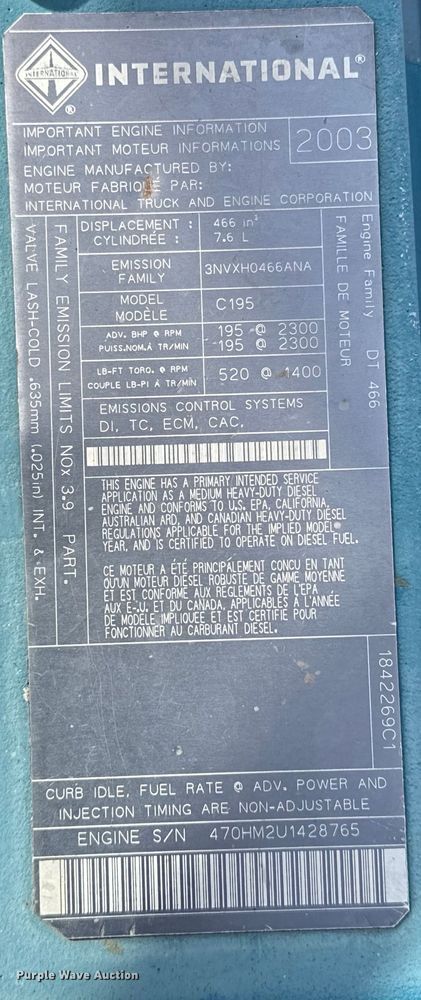 INTERNATIONAL®
INTERNATIONAL
®
IMPORTANT ENGINE INFORMATION
IMPORTANT MOTEUR INFORMATIONS
2003
ENGINE MANUFACTURED BY:
MOTEUR FABRIQUÉ PAR:
INTERNATIONAL TRUCK AND ENGINE CORPORATION
DISPLACEMENT : 466 in³
CYLINDRÉE : 7.6 L
EMISSION FAMILY 3NVXH0466ANA
MODEL
MODÈLE C195
ADV. BHP @ RPM 195 @ 2300
PUISS.NOM.Á TR/MIN 195 @ 2300
LB-FT TORQ. @ RPM
COUPLE LB-PI Á TR/MIN 520 @ 1400
EMISSIONS CONTROL SYSTEMS
DI, TC, ECM, CAC,
Engine Family DT 466
FAMILLE DE MOTEUR
FAMILY EMISSION LIMITS NOx 3.9 PART.
VALVE LASH-COLD .635mm (.025in) INT. & EXH.
THIS ENGINE HAS A PRIMARY INTENDED SERVICE
APPLICATION AS A MEDIUM HEAVY-DUTY DIESEL
ENGINE AND CONFORMS TO U.S. EPA, CALIFORNIA,
AUSTRALIAN ARD, AND CANADIAN HEAVY-DUTY DIESEL
REGULATIONS APPLICABLE FOR THE IMPLIED MODEL
YEAR, AND IS CERTIFIED TO OPERATE ON DIESEL FUEL.
CE MOTEUR A ÉTÉ PRINCIPALEMENT CONCU EN TANT
QU'UN MOTEUR DIESEL ROBUSTE DE GAMME MOYENNE
ET EST CONFORME AUX REGLEMENTS DE L'EPA
AUX E.-U. ET DU CANADA, APPLICABLES A L'ANNÉE
DE MODELE IMPLIQUEE ET EST CERTIFIÉ POUR
FONCTIONNER AU CARBURANT DIESEL.
1842269C1
CURB IDLE, FUEL RATE @ ADV. POWER AND
INJECTION TIMING ARE NON-ADJUSTABLE
ENGINE S/N 470HM2U1428765
Purple Wave Auction